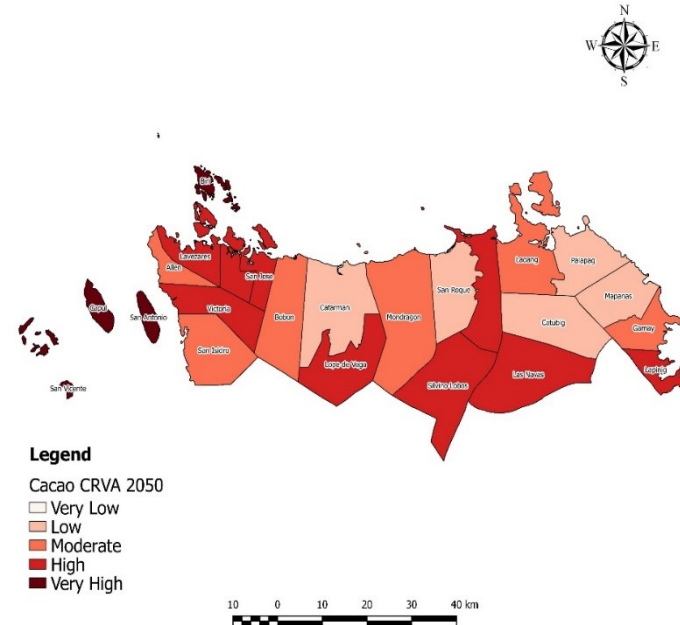 N
W E
S
Biri
Lavezares
Allen
San Jose
Capul
San Antonio
Victoria
Bobon
Catarman
Mondragon
San Roque
Laoang
Palapag
Mapanas
Catubig
Gamay
San Isidro
Lope de Vega
Silvino Lobos
Las Navas
Lapinig
San Vicente
Legend
Cacao CRVA 2050
Very Low
Low
Moderate
High
Very High
10 0 10 20 30 40 km